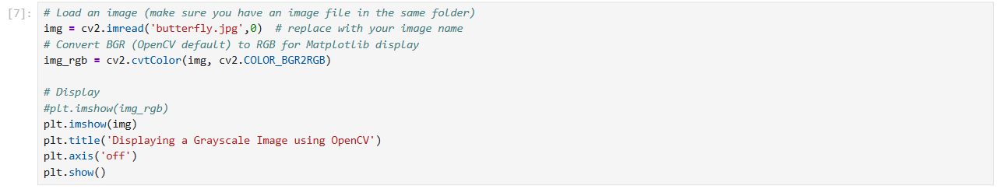 [7]:
# Load an image (make sure you have an image file in the same folder)
img = cv2.imread('butterfly.jpg',0)  # replace with your image name
# Convert BGR (OpenCV default) to RGB for Matplotlib display
img_rgb = cv2.cvtColor(img, cv2.COLOR_BGR2RGB)

# Display
#plt.imshow(img_rgb)
plt.imshow(img)
plt.title('Displaying a Grayscale Image using OpenCV')
plt.axis('off')
plt.show()